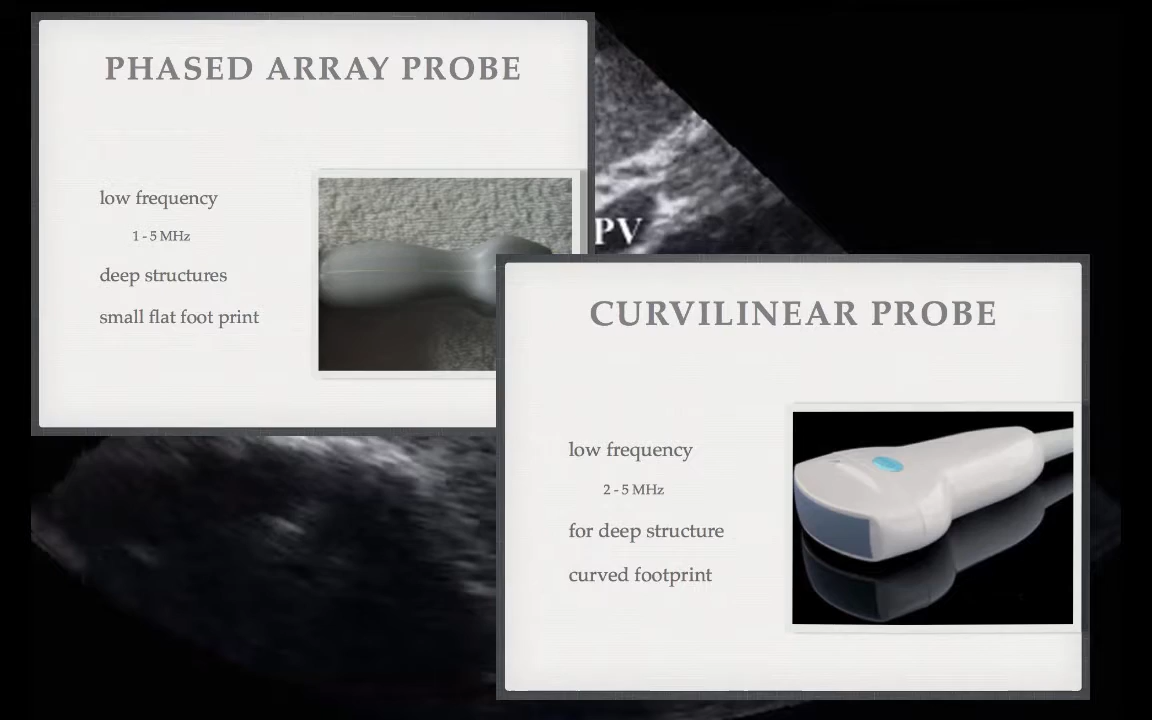 PHASED ARRAY PROBE
low frequency
1 - 5 MHz
deep structures
small flat foot print
PV
CURVILINEAR PROBE
low frequency
2 - 5 MHz
for deep structure
curved footprint